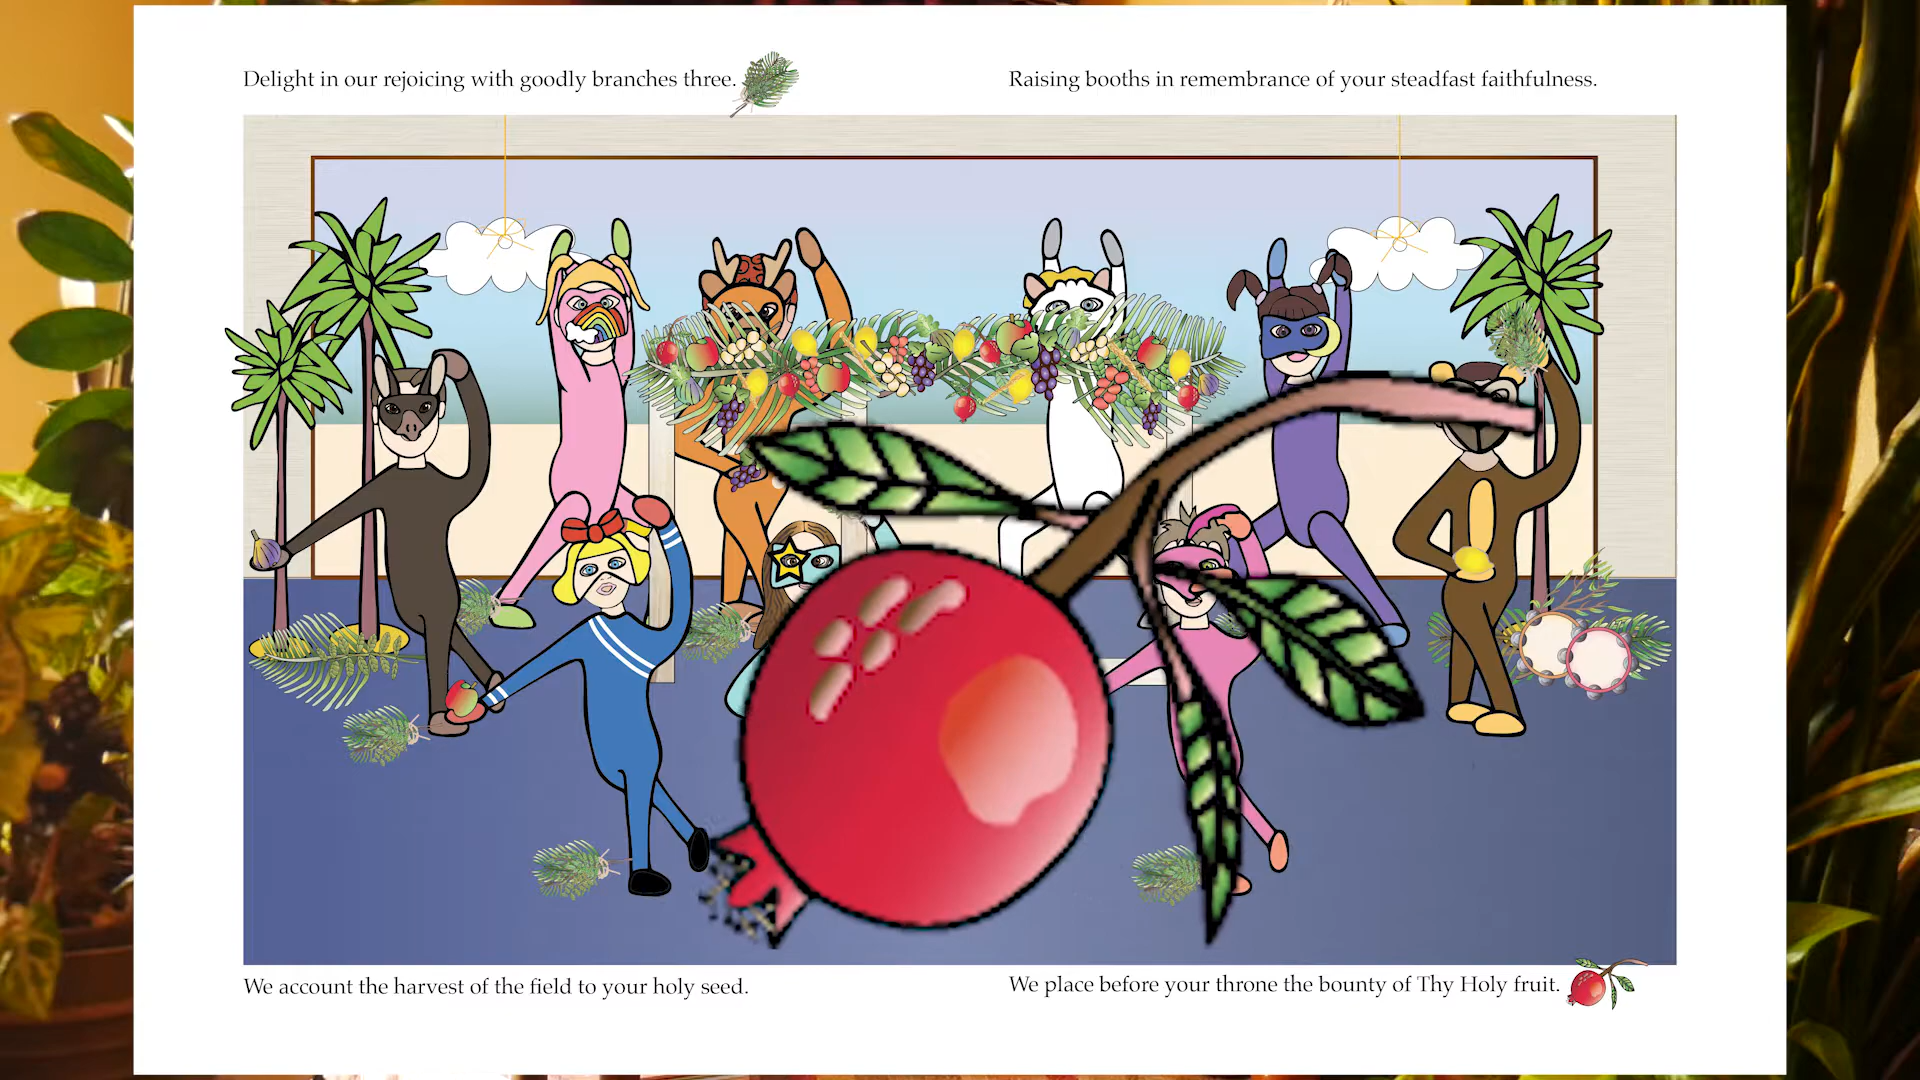 Delight in our rejoicing with goodly branches three.
Raising booths in remembrance of your steadfast faithfulness.
We account the harvest of the field to your holy seed.
We place before your throne the bounty of Thy Holy fruit.